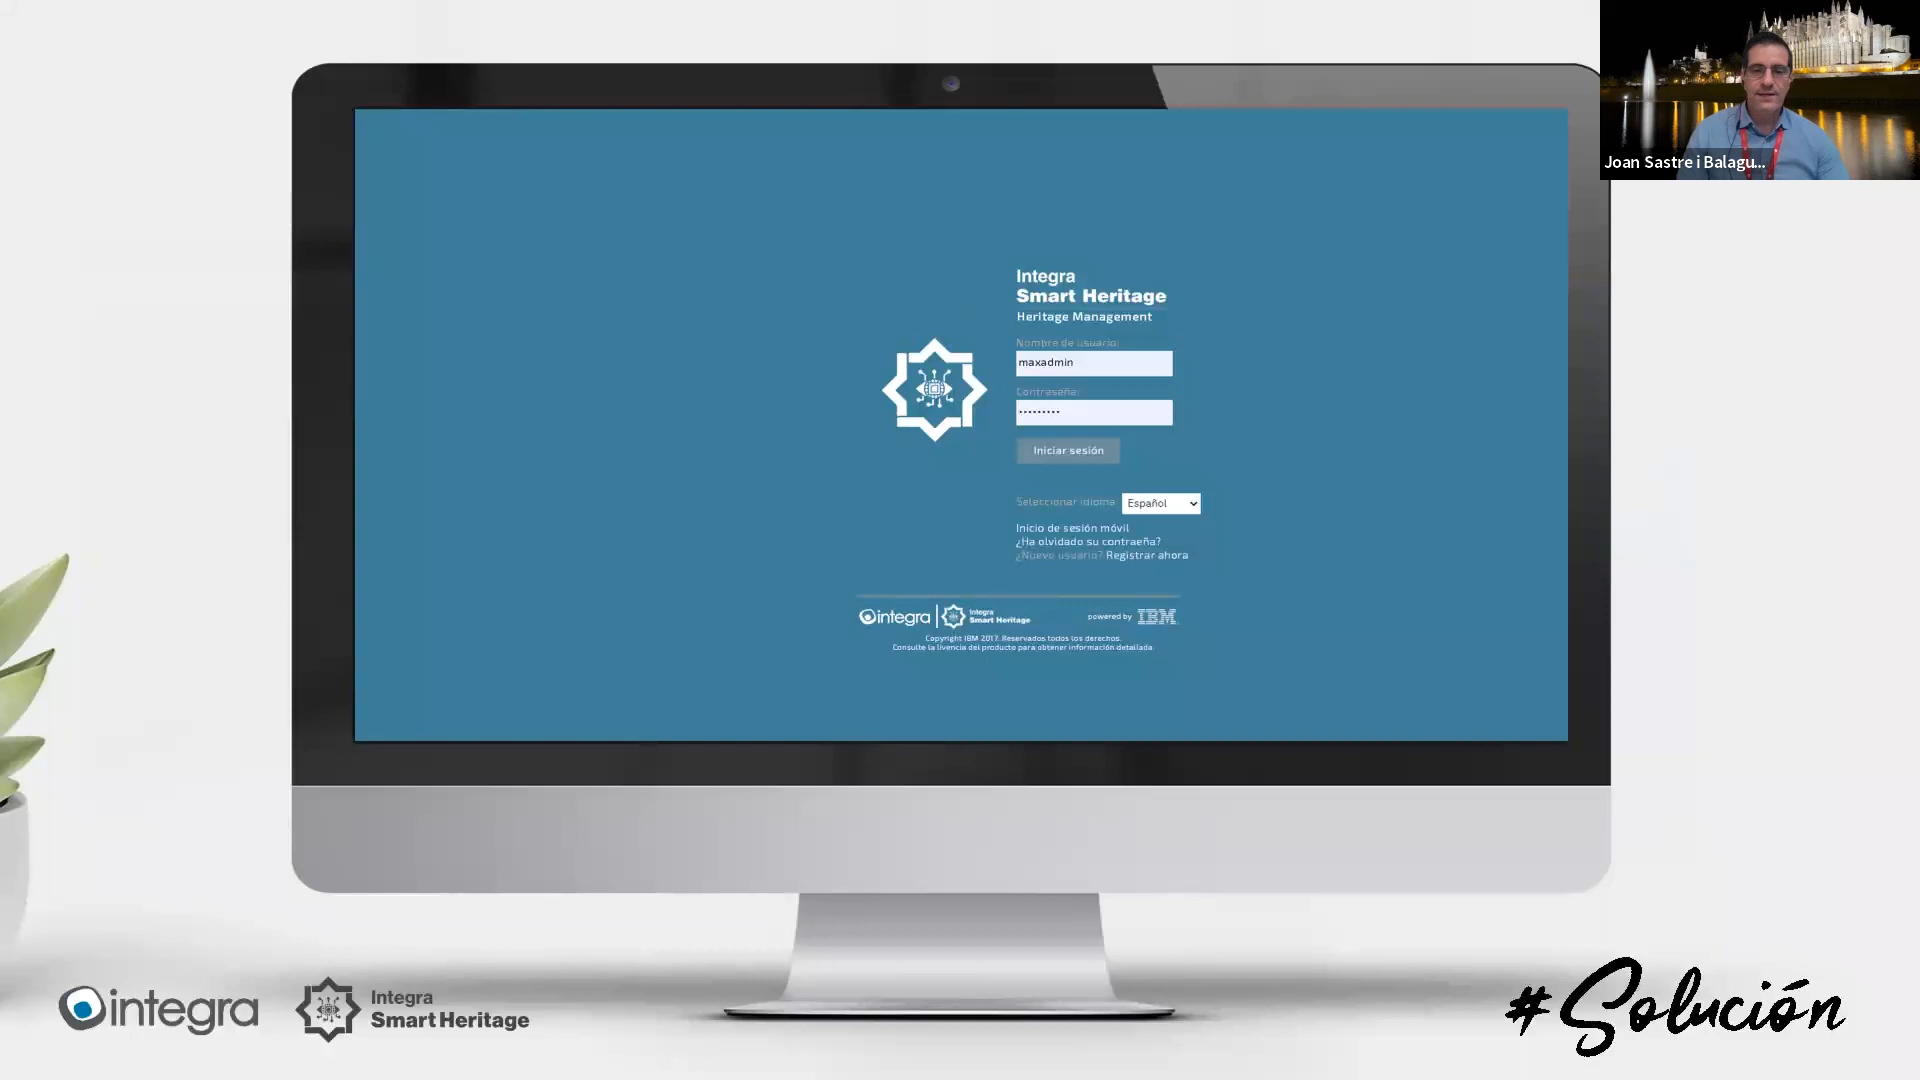 Joan Sastre i Balagu...
Integra
Smart Heritage
Heritage Management
Nombre de usuario:
maxadmin
Contraseña:
•••••••••
Iniciar sesión
Seleccionar idioma: Español
Inicio de sesión móvil
¿Ha olvidado su contraeña?
¿Nuevo usuario? Registrar ahora
integra
Integra
Smart Heritage
powered by IBM
Copyright IBM 2017. Reservados todos los derechos.
Consulte la livencia del producto para obtener información detallada.
integra
Integra
Smart Heritage
#Solución